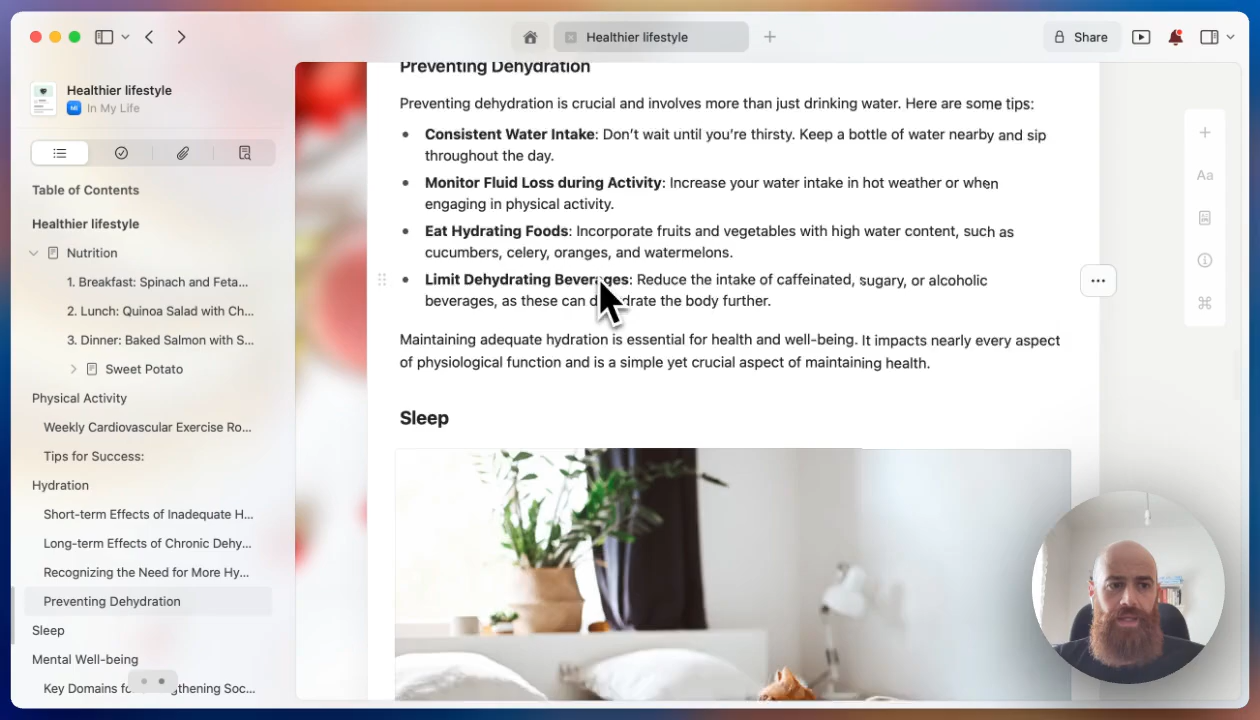 Healthier lifestyle
Share
Healthier lifestyle
In My Life
Table of Contents
Healthier lifestyle
Nutrition
1. Breakfast: Spinach and Feta...
2. Lunch: Quinoa Salad with Ch...
3. Dinner: Baked Salmon with S...
Sweet Potato
Physical Activity
Weekly Cardiovascular Exercise Ro...
Tips for Success:
Hydration
Short-term Effects of Inadequate H...
Long-term Effects of Chronic Dehy...
Recognizing the Need for More Hy...
Preventing Dehydration
Sleep
Mental Well-being
Key Domains fo gthening Soc...
Preventing Dehydration
Preventing dehydration is crucial and involves more than just drinking water. Here are some tips:
• Consistent Water Intake: Don’t wait until you’re thirsty. Keep a bottle of water nearby and sip
throughout the day.
• Monitor Fluid Loss during Activity: Increase your water intake in hot weather or when
engaging in physical activity.
• Eat Hydrating Foods: Incorporate fruits and vegetables with high water content, such as
cucumbers, celery, oranges, and watermelons.
• Limit Dehydrating Beverages: Reduce the intake of caffeinated, sugary, or alcoholic
beverages, as these can dehydrate the body further.
Maintaining adequate hydration is essential for health and well-being. It impacts nearly every aspect
of physiological function and is a simple yet crucial aspect of maintaining health.
Sleep
Aa